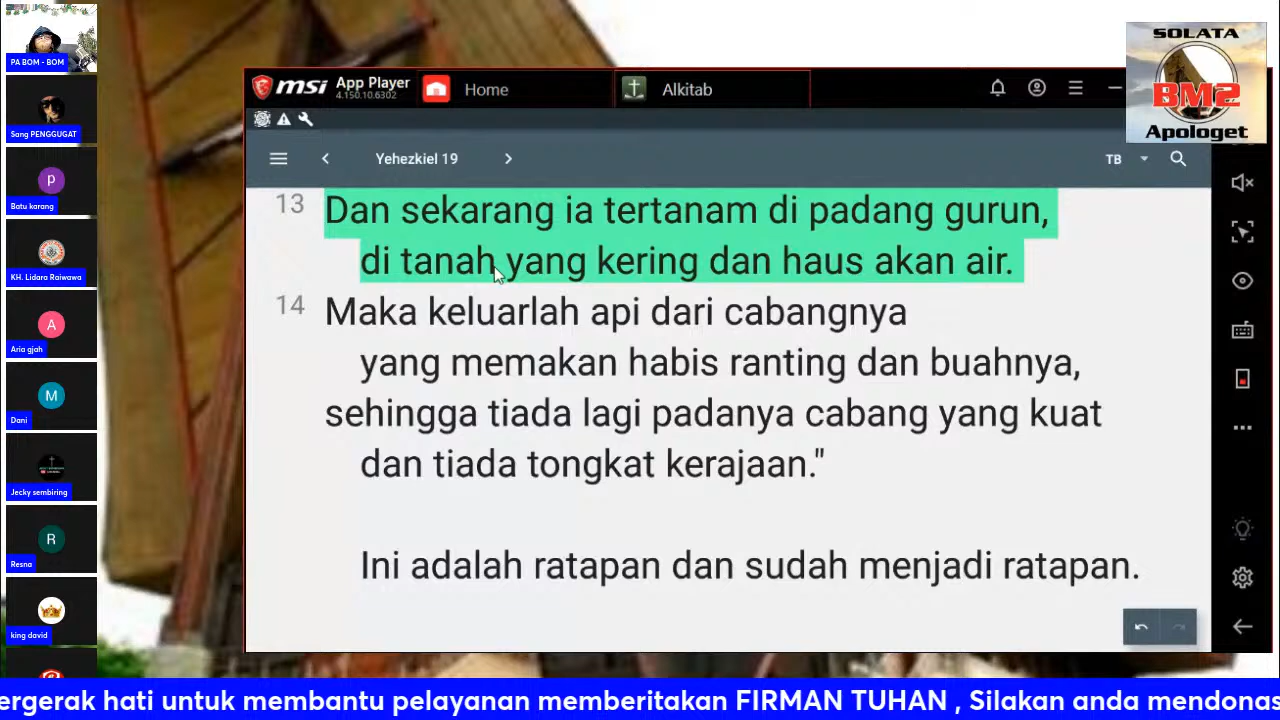 PA BOM - BOM
Sang PENGGUGAT
P
Batu karang
KH. Lidara Raiwawa
A
Aria gjah
M
Dani
Jecky sembiring
R
Resna
king david
msi App Player
4.150.10.6302
Home
Alkitab
SOLATA
BM2
Apologet
Yehezkiel 19
TB
13 Dan sekarang ia tertanam di padang gurun,
di tanah yang kering dan haus akan air.
14 Maka keluarlah api dari cabangnya
yang memakan habis ranting dan buahnya,
sehingga tiada lagi padanya cabang yang kuat
dan tiada tongkat kerajaan."
Ini adalah ratapan dan sudah menjadi ratapan.
ergerak hati untuk membantu pelayanan memberitakan FIRMAN TUHAN , Silakan anda mendonas